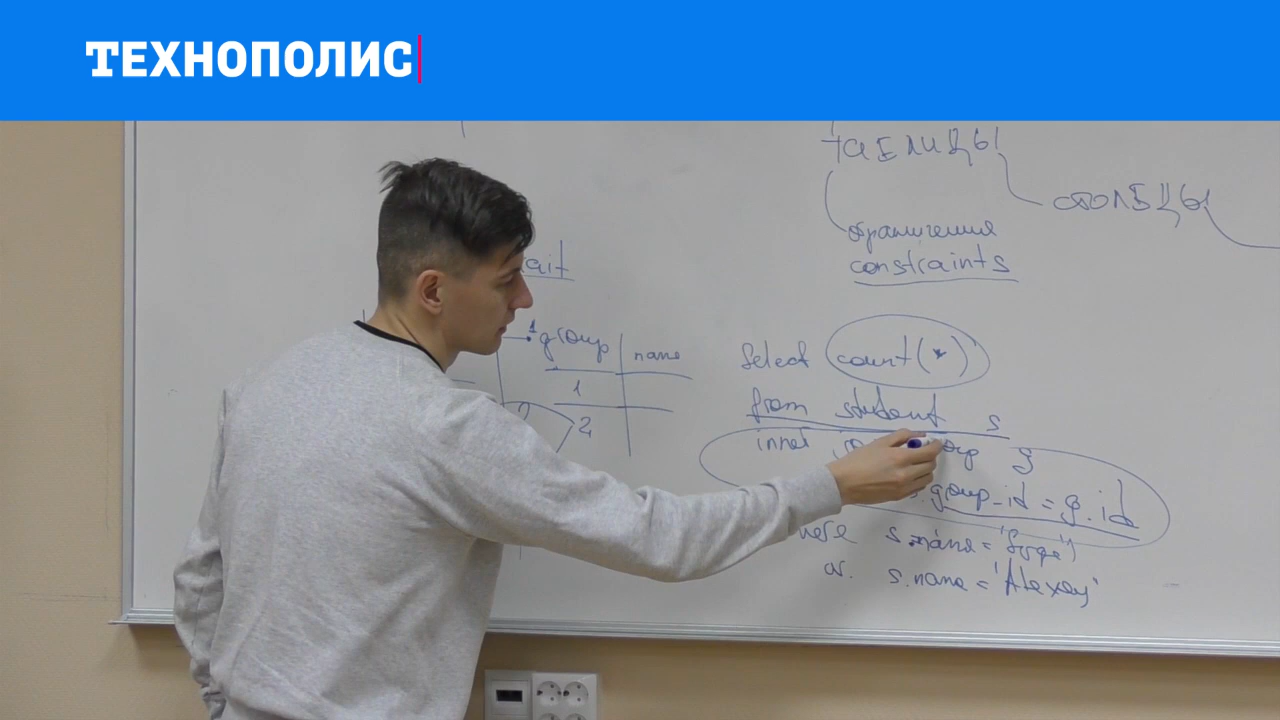 ТЕХНОПОЛИС
таблицы
столбцы
ограничения
constraints
group name
1
2
Select count(*)
from student s
inner g
group_id = g.id
s.name =
or s.name = 'Alexey'